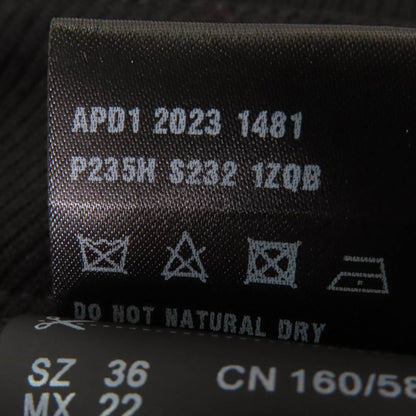 APD1 2023 1481
P235H S232 1ZQB
DO NOT NATURAL DRY
SZ 36 CN 160/58
MX 22